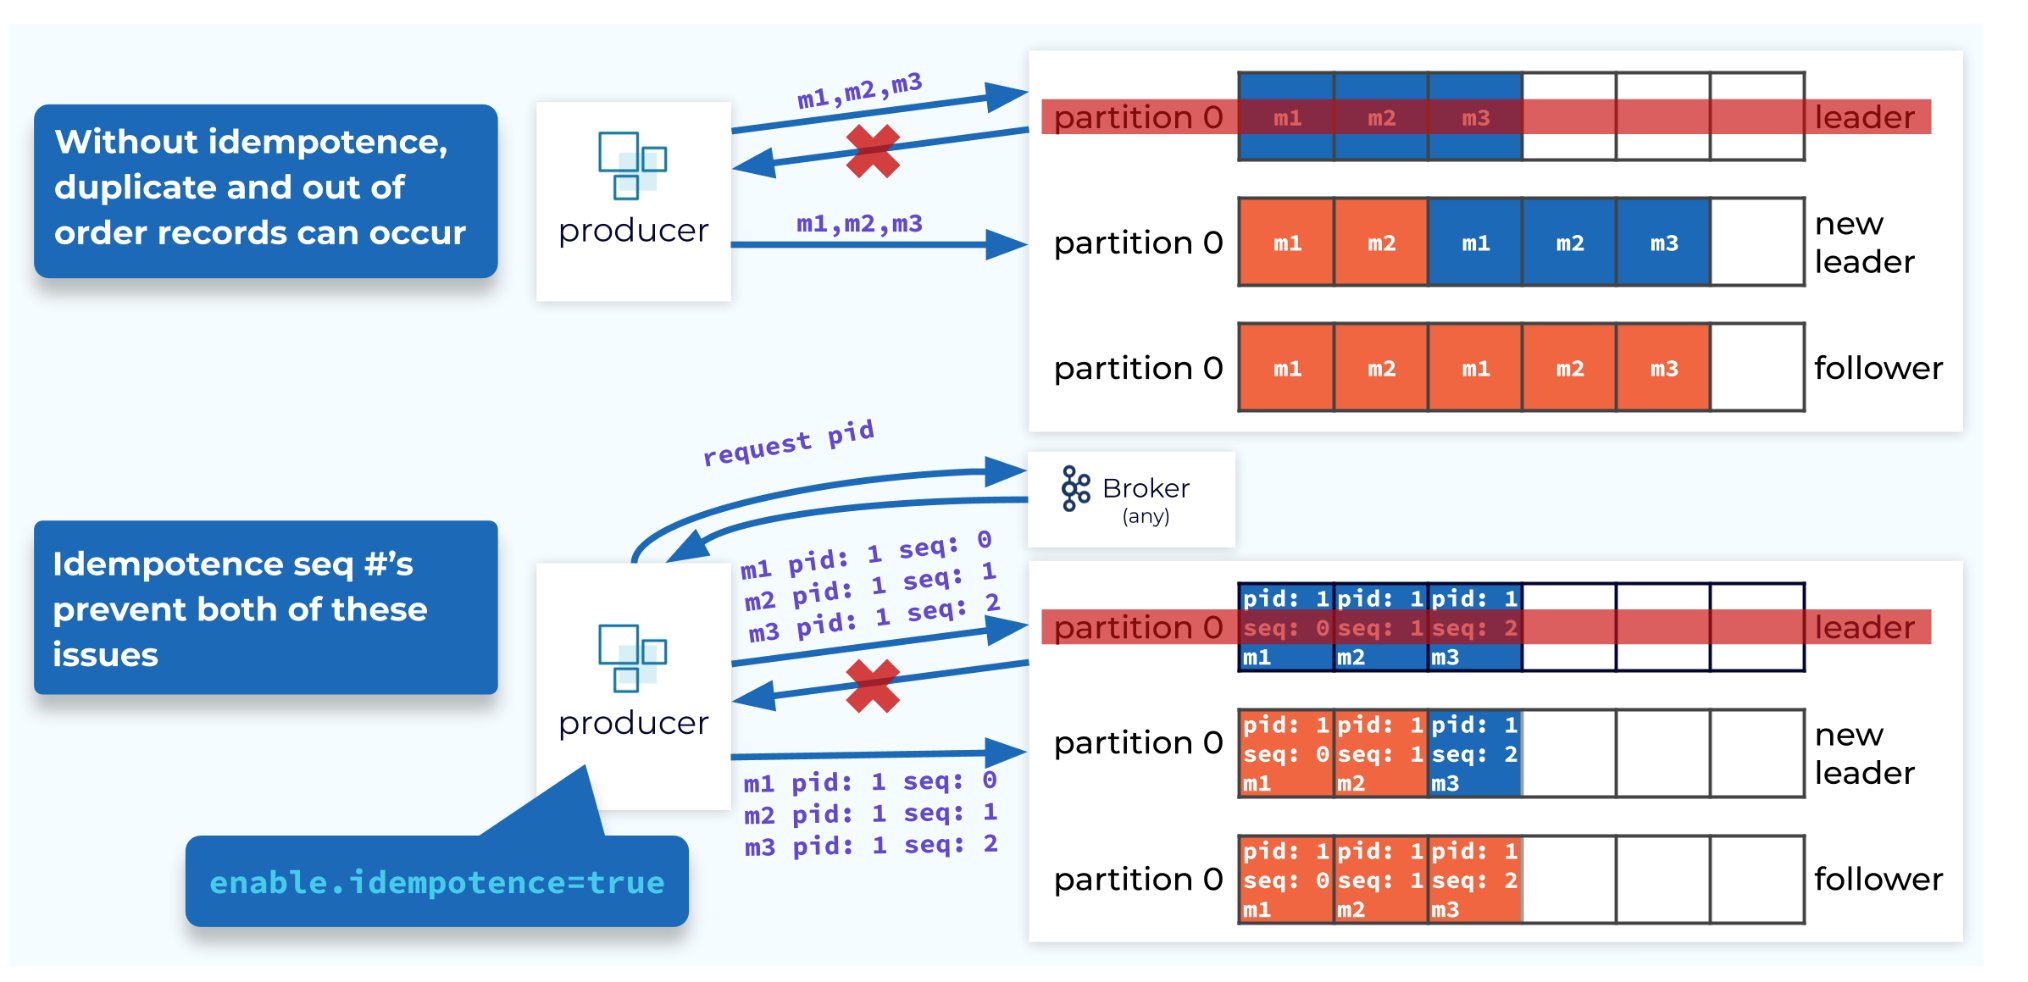 Without idempotence,
duplicate and out of
order records can occur
producer
m1,m2,m3
m1,m2,m3
partition 0 m1 m2 m3 leader
partition 0 m1 m2 m1 m2 m3 new leader
partition 0 m1 m2 m1 m2 m3 follower
request pid
Broker
(any)
Idempotence seq #’s
prevent both of these
issues
producer
enable.idempotence=true
m1 pid: 1 seq: 0
m2 pid: 1 seq: 1
m3 pid: 1 seq: 2
m1 pid: 1 seq: 0
m2 pid: 1 seq: 1
m3 pid: 1 seq: 2
pid: 1 pid: 1 pid: 1
partition 0 seq: 0 seq: 1 seq: 2 leader
m1 m2 m3
pid: 1 pid: 1 pid: 1
partition 0 seq: 0 seq: 1 seq: 2 new leader
m1 m2 m3
pid: 1 pid: 1 pid: 1
partition 0 seq: 0 seq: 1 seq: 2 follower
m1 m2 m3